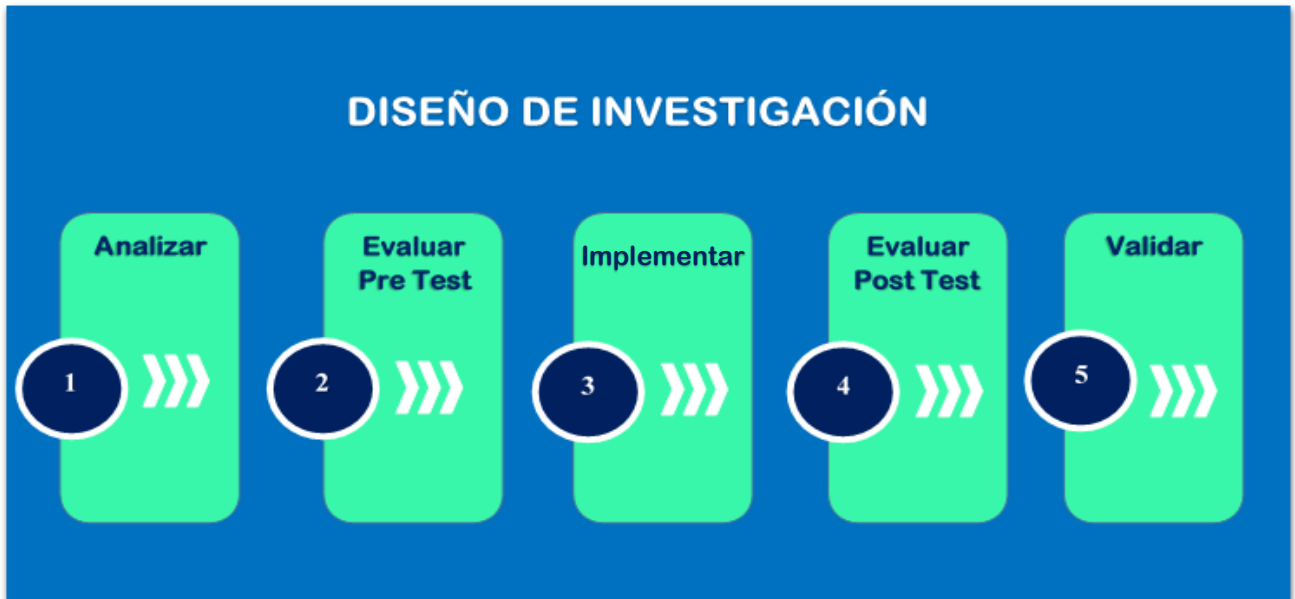 DISEÑO DE INVESTIGACIÓN
Analizar
1
Evaluar
Pre Test
2
Implementar
3
Evaluar
Post Test
4
Validar
5